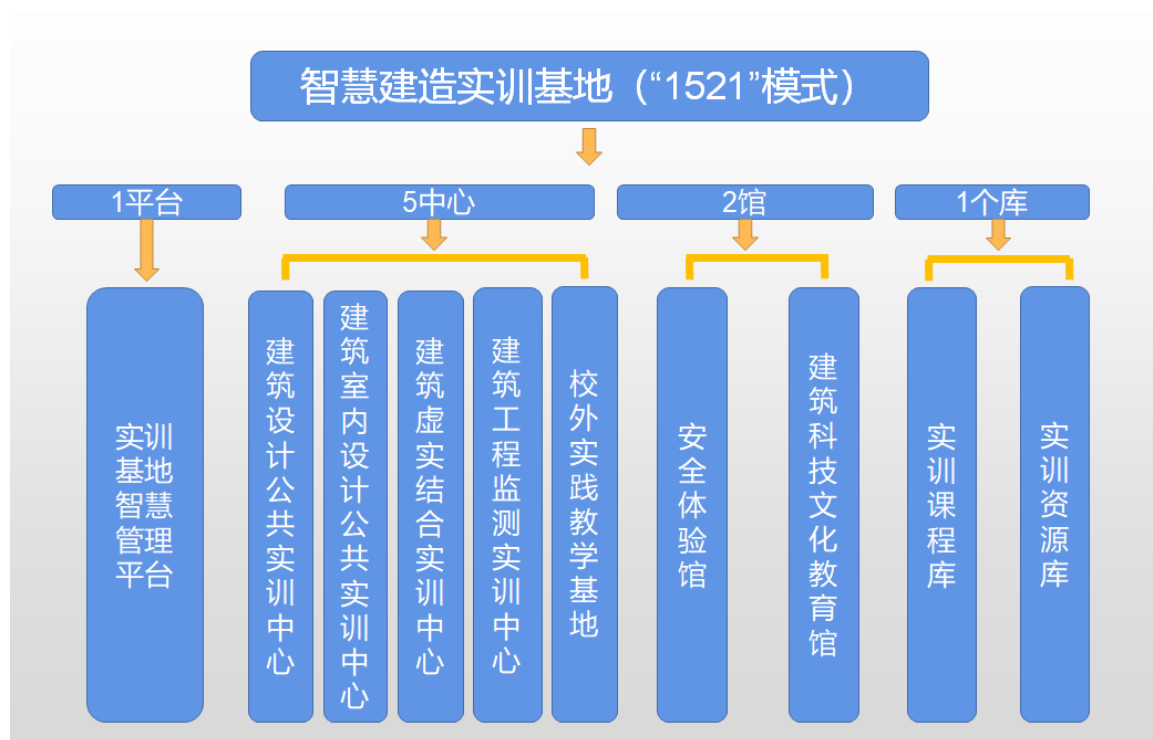 智慧建造实训基地（“1521”模式）
1平台
5中心
2馆
1个库
实训
基地
智慧
管理
平台
建筑设计公共实训中心
建筑室内设计公共实训中心
建筑虚实结合实训中心
建筑工程监测实训中心
校外实践教学基地
安全体验馆
建筑科技文化教育馆
实训课程库
实训资源库